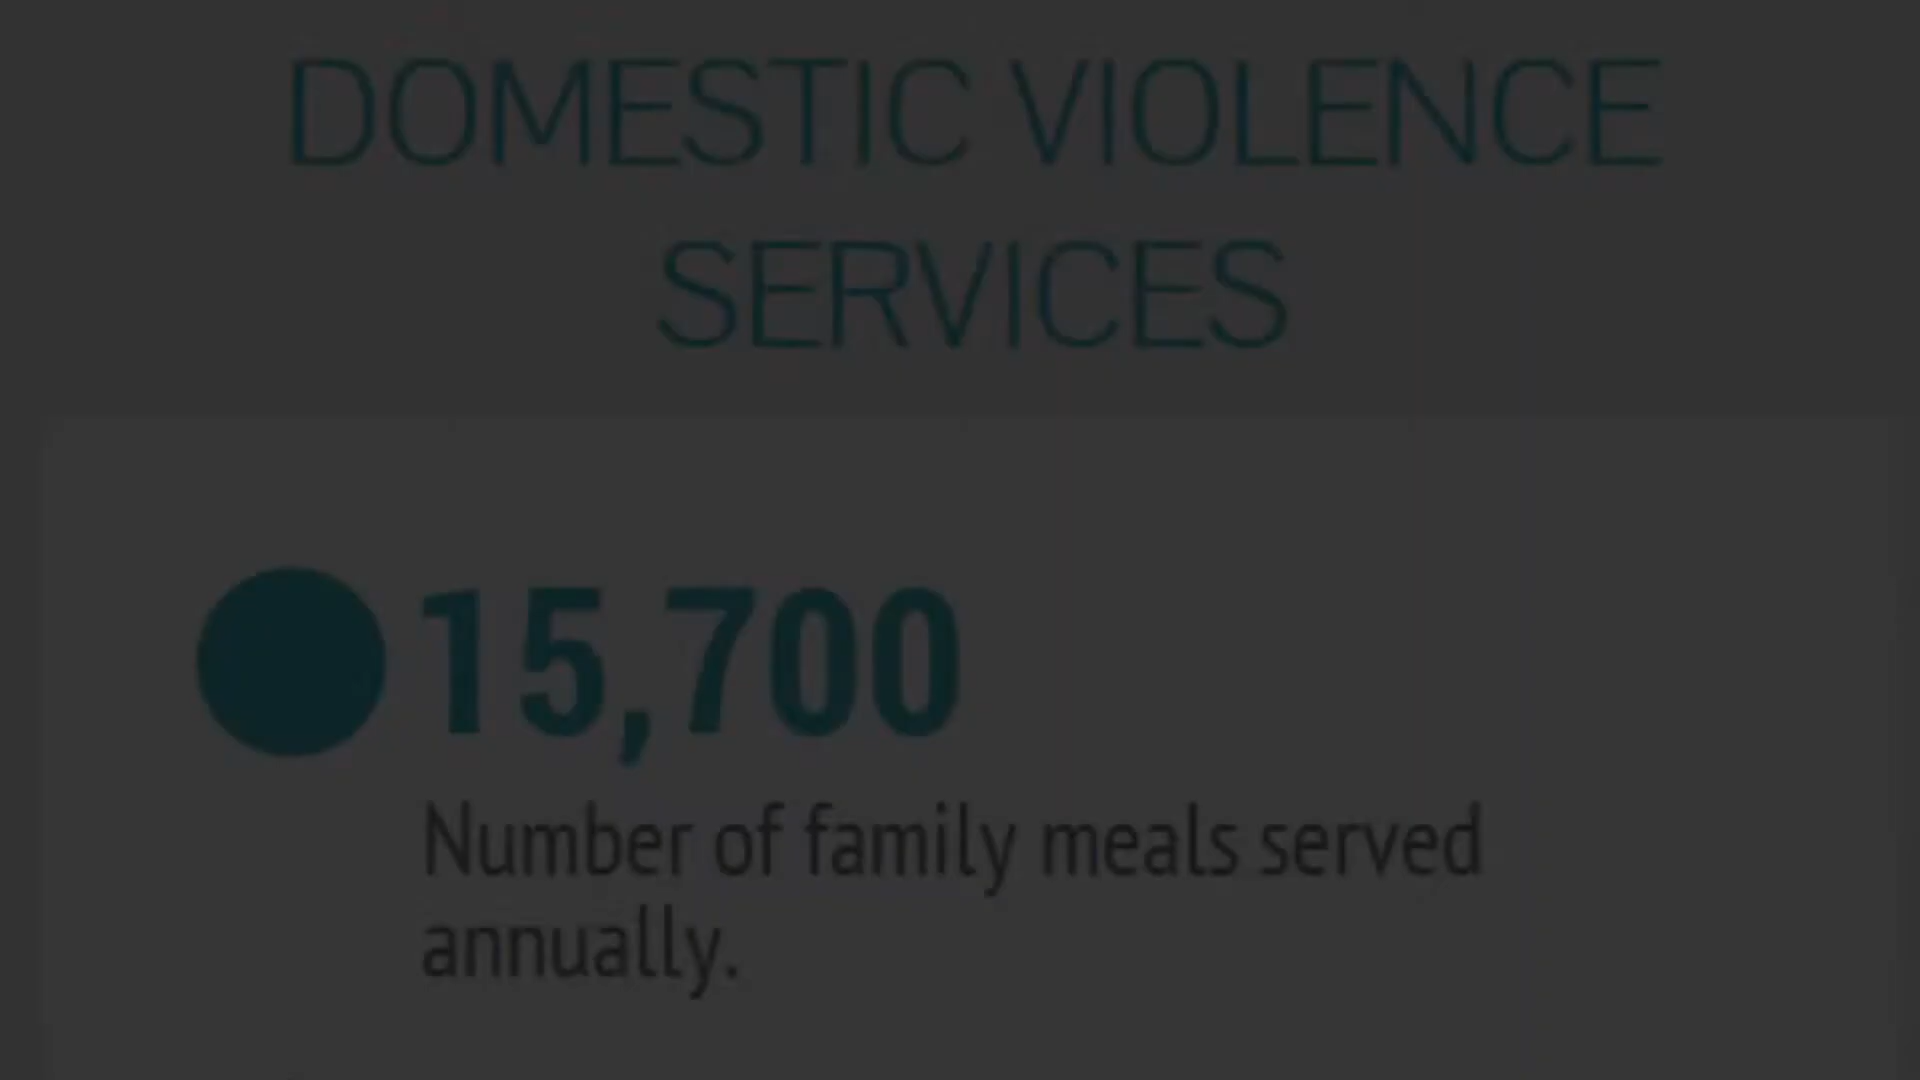 DOMESTIC VIOLENCE
SERVICES
15,700
Number of family meals served
annually.